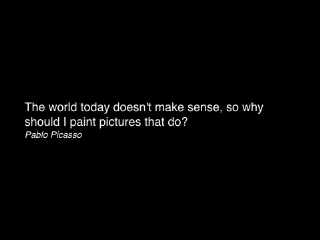 The world today doesn't make sense, so why
should I paint pictures that do?
Pablo Picasso